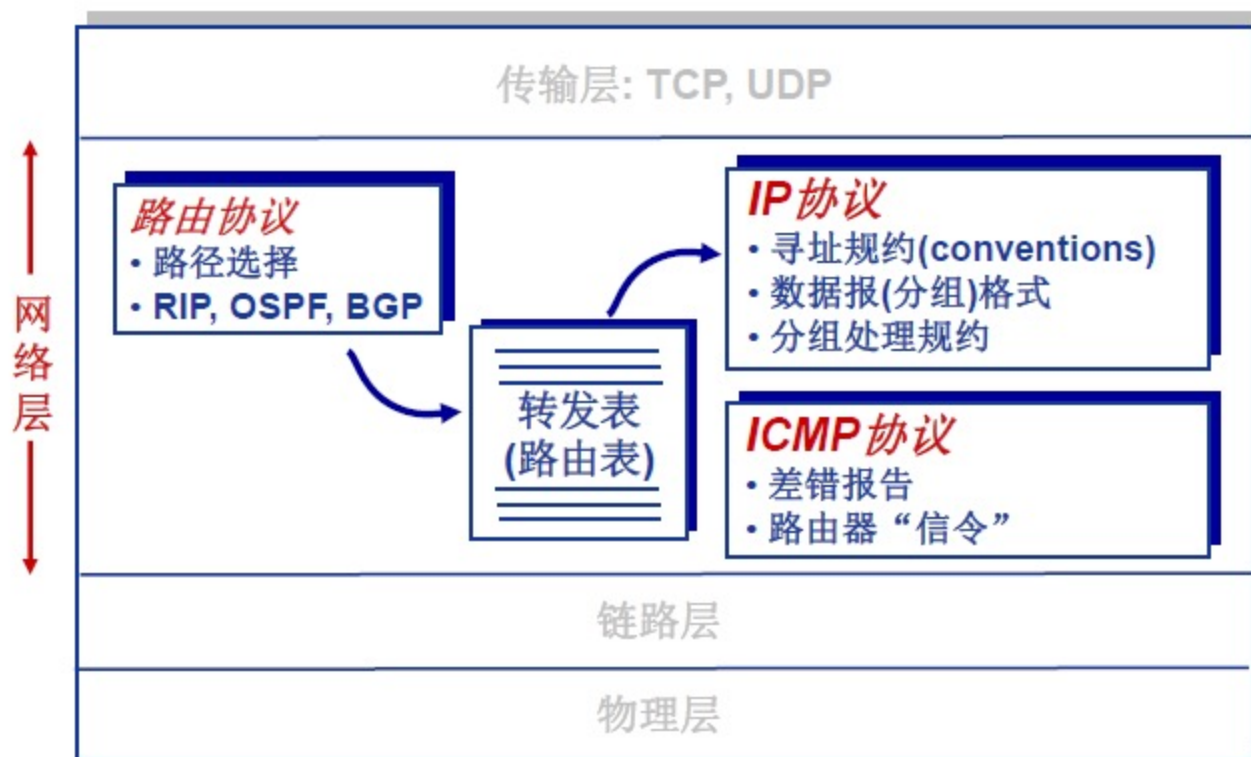 传输层: TCP, UDP
网络层
路由协议
• 路径选择
• RIP, OSPF, BGP
转发表
(路由表)
IP协议
• 寻址规约(conventions)
• 数据报(分组)格式
• 分组处理规约
ICMP协议
• 差错报告
• 路由器“信令”
链路层
物理层